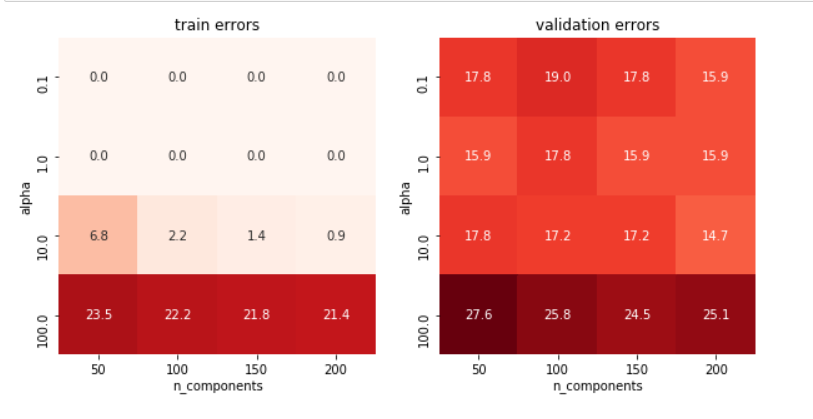 train errors
0.1 0.0 0.0 0.0 0.0
1.0 0.0 0.0 0.0 0.0
10.0 6.8 2.2 1.4 0.9
100.0 23.5 22.2 21.8 21.4
alpha
50 100 150 200
n_components
validation errors
0.1 17.8 19.0 17.8 15.9
1.0 15.9 17.8 15.9 15.9
10.0 17.8 17.2 17.2 14.7
100.0 27.6 25.8 24.5 25.1
alpha
50 100 150 200
n_components